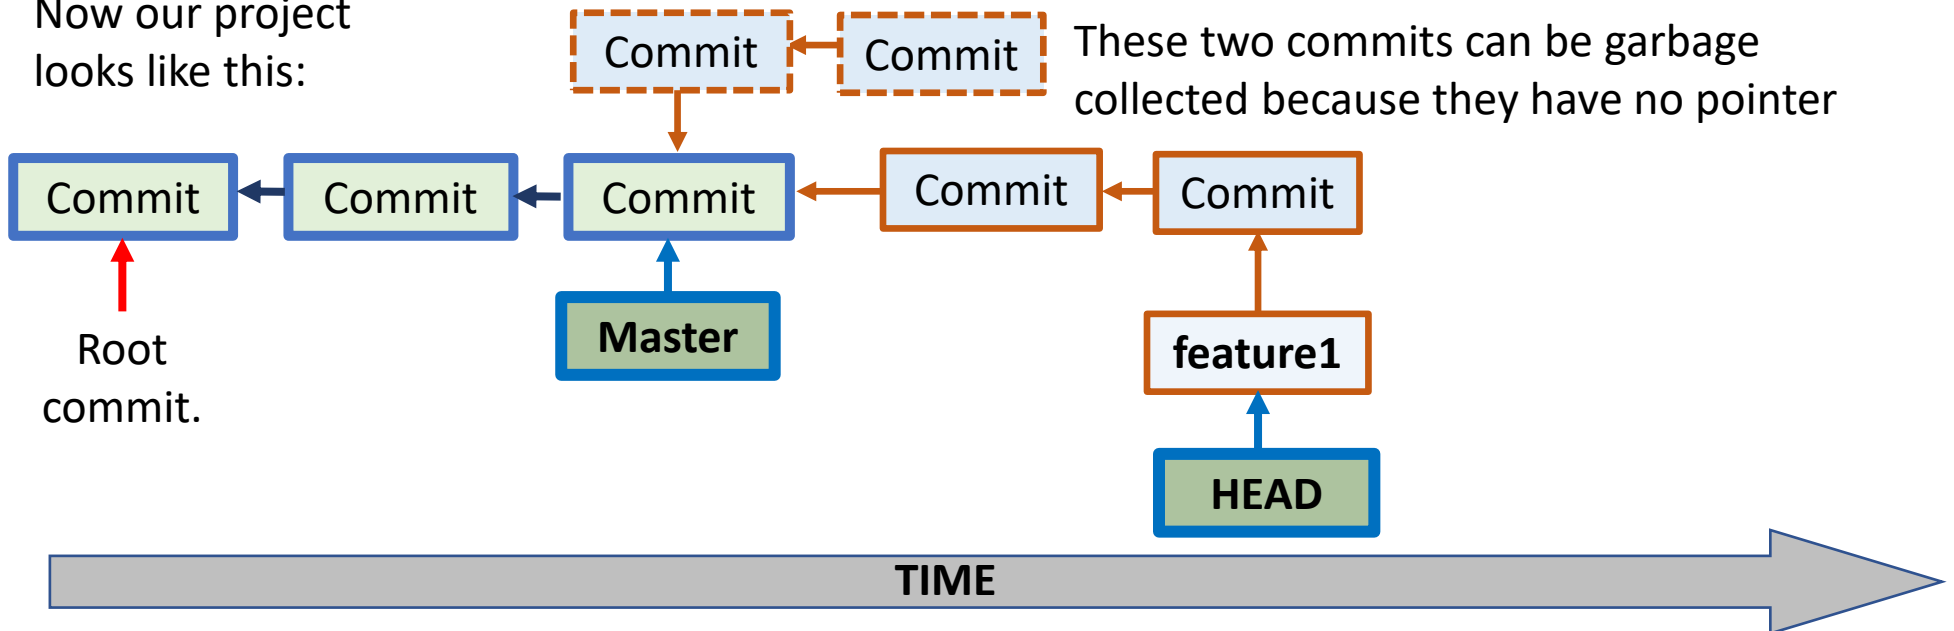 Now our project
looks like this:
Commit
Commit
These two commits can be garbage
collected because they have no pointer
Commit
Commit
Commit
Commit
Commit
Root
commit.
Master
feature1
HEAD
TIME